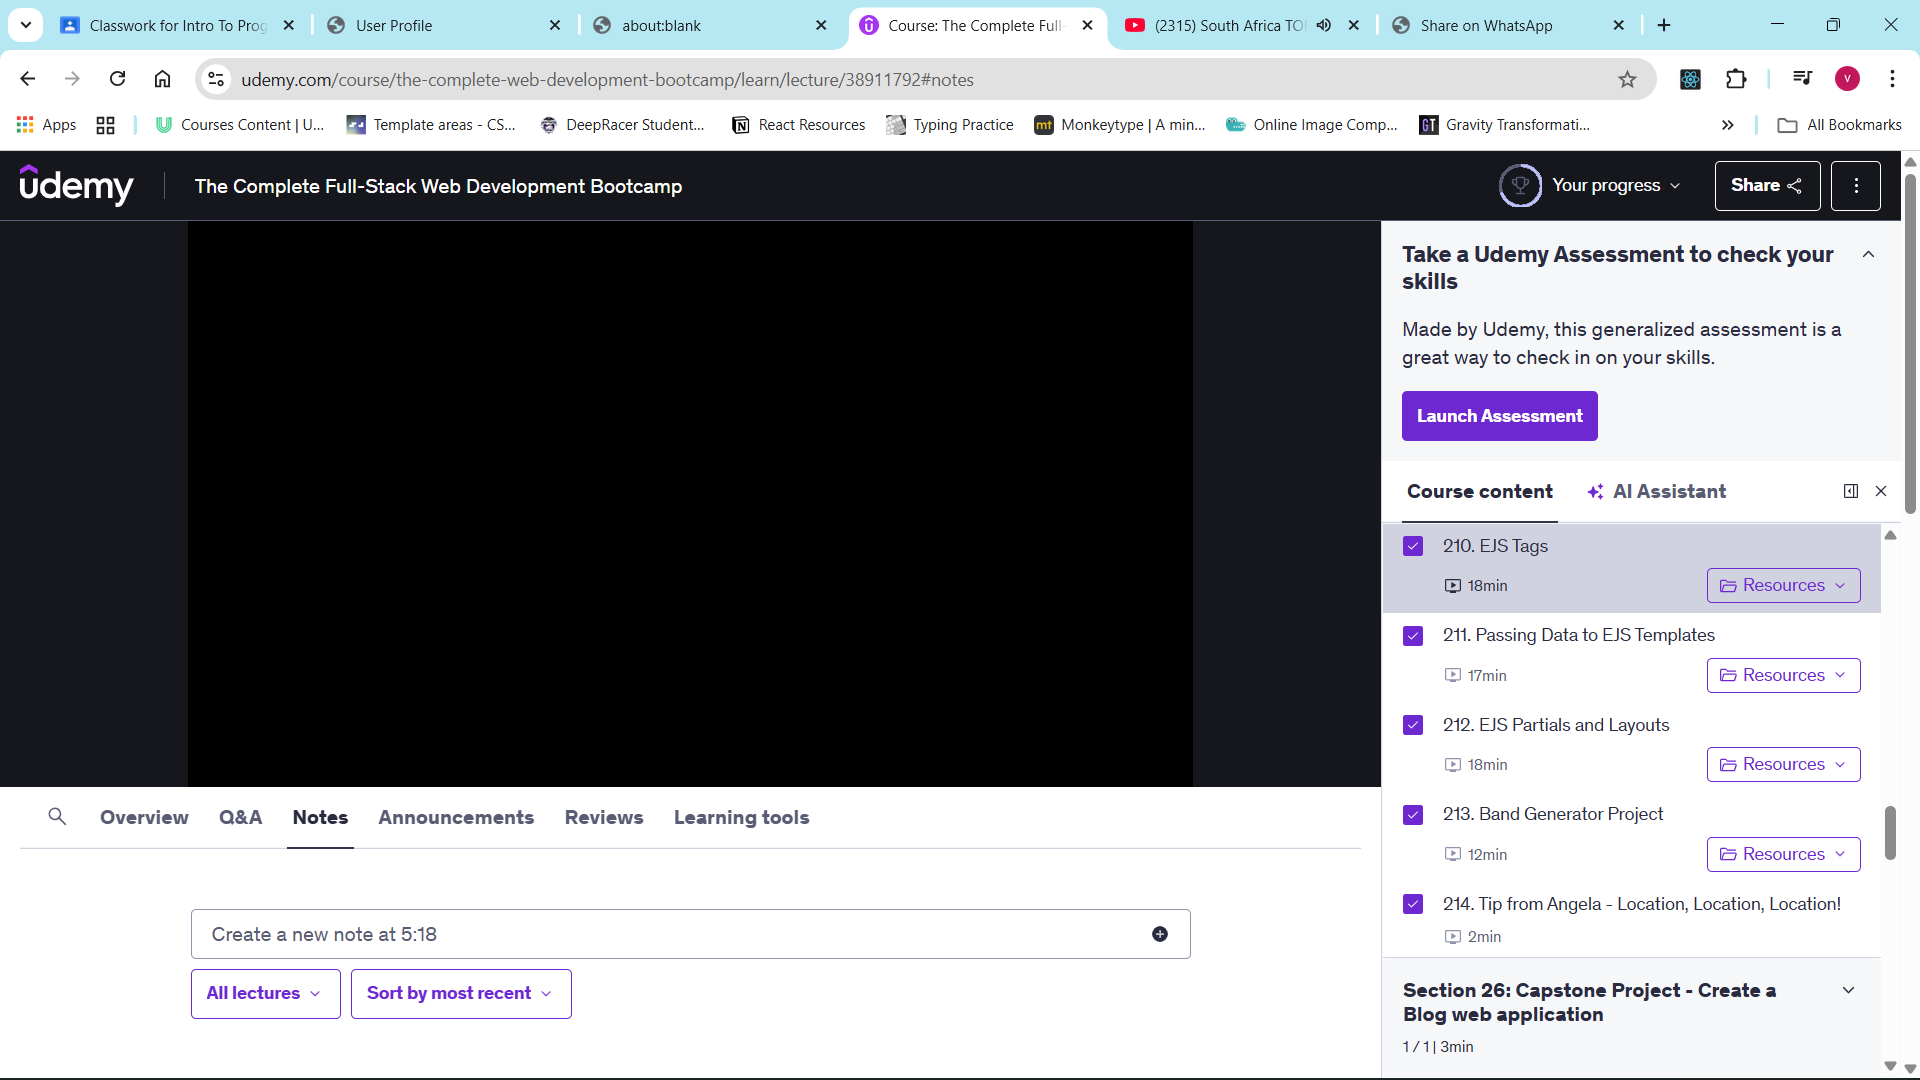 Classwork for Intro To Prog
User Profile
about:blank
Course: The Complete Full-
(2315) South Africa TO
Share on WhatsApp
udemy.com/course/the-complete-web-development-bootcamp/learn/lecture/38911792#notes
V
Apps
Courses Content | U...
Template areas - CS...
DeepRacer Student...
React Resources
Typing Practice
mt
Monkeytype | A min...
Online Image Comp...
GT
Gravity Transformati...
All Bookmarks
udemy
The Complete Full-Stack Web Development Bootcamp
Your progress
Share
Take a Udemy Assessment to check your
skills
Made by Udemy, this generalized assessment is a
great way to check in on your skills.
Launch Assessment
Course content
AI Assistant
210. EJS Tags
18min
Resources
211. Passing Data to EJS Templates
17min
Resources
212. EJS Partials and Layouts
18min
Resources
213. Band Generator Project
12min
Resources
214. Tip from Angela - Location, Location, Location!
2min
Section 26: Capstone Project - Create a
Blog web application
1 / 1 | 3min
Overview
Q&A
Notes
Announcements
Reviews
Learning tools
Create a new note at 5:18
All lectures
Sort by most recent